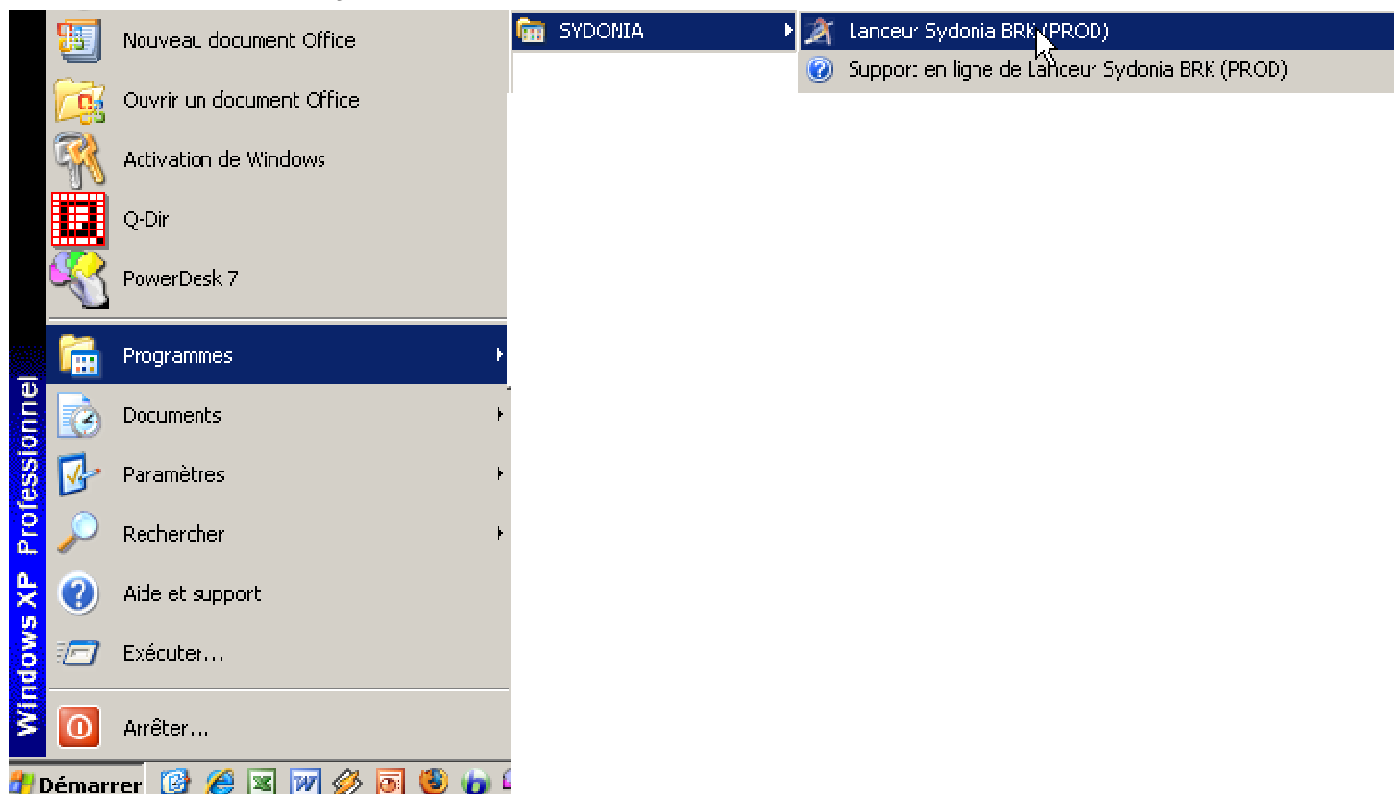 Nouveau document Office
Ouvrir un document Office
Activation de Windows
Q-Dir
PowerDesk 7
Programmes
Documents
Paramètres
Rechercher
Aide et support
Exécuter...
Arrêter...
Windows XP Professionnel
Démarrer
SYDONIA
Lanceur Sydonia BRK (PROD)
Support en ligne de Lanceur Sydonia BRK (PROD)